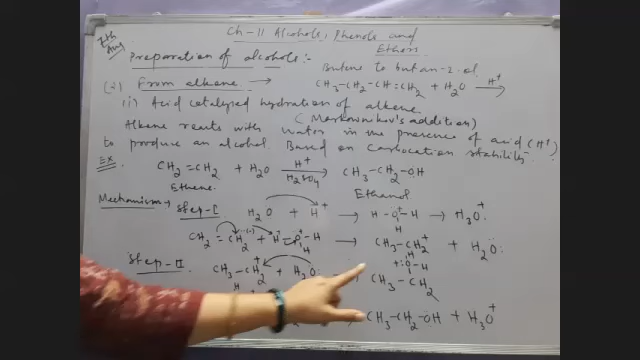 7th Aug
Ch-11 Alcohols, Phenols and Ethers
Preparation of alcohols:-
Butene to butan-2-ol.
(2) From alkene → CH3-CH2-CH=CH2 + H2O H+ →
(i) Acid catalyzed hydration of alkene
(Markownikov's addition)
Alkene reacts with water in the presence of acid (H+)
to produce an alcohol. Based on Carbocation stability.
Ex CH2=CH2 + H2O H+ → H2SO4 CH3-CH2-OH
Ethene Ethanol
Mechanism→ Step-I H2O + H+ → H-O+-H → H3O+
H
CH2=CH2 + H-O+-H → CH3-CH2+ + H2O:
Step-II CH3-CH2+ + H2O: → CH3-CH2
H
+:O-H
H
→ CH3-CH2-OH + H3O+